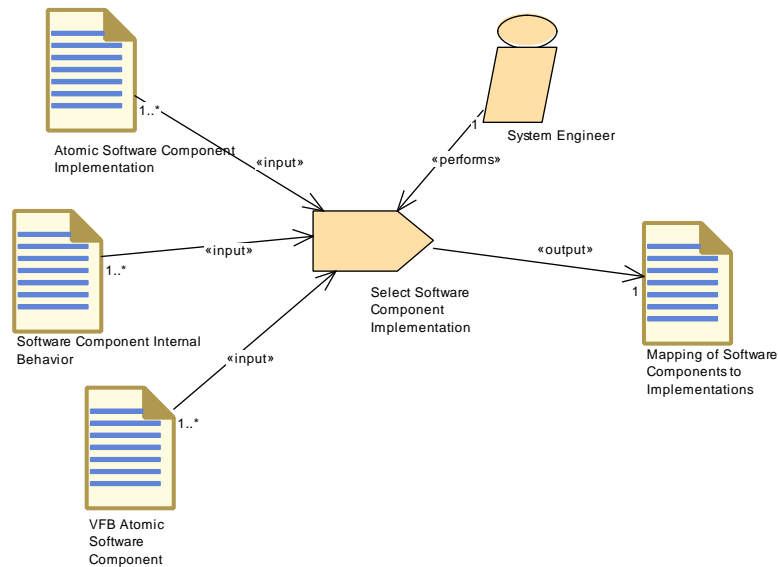 1..*
Atomic Software Component
Implementation
«input»
1
System Engineer
«performs»
1..*
«input»
Software Component Internal
Behavior
Select Software
Component
Implementation
«output»
1
Mapping of Software
Components to
Implementations
«input»
1..*
VFB Atomic
Software
Component